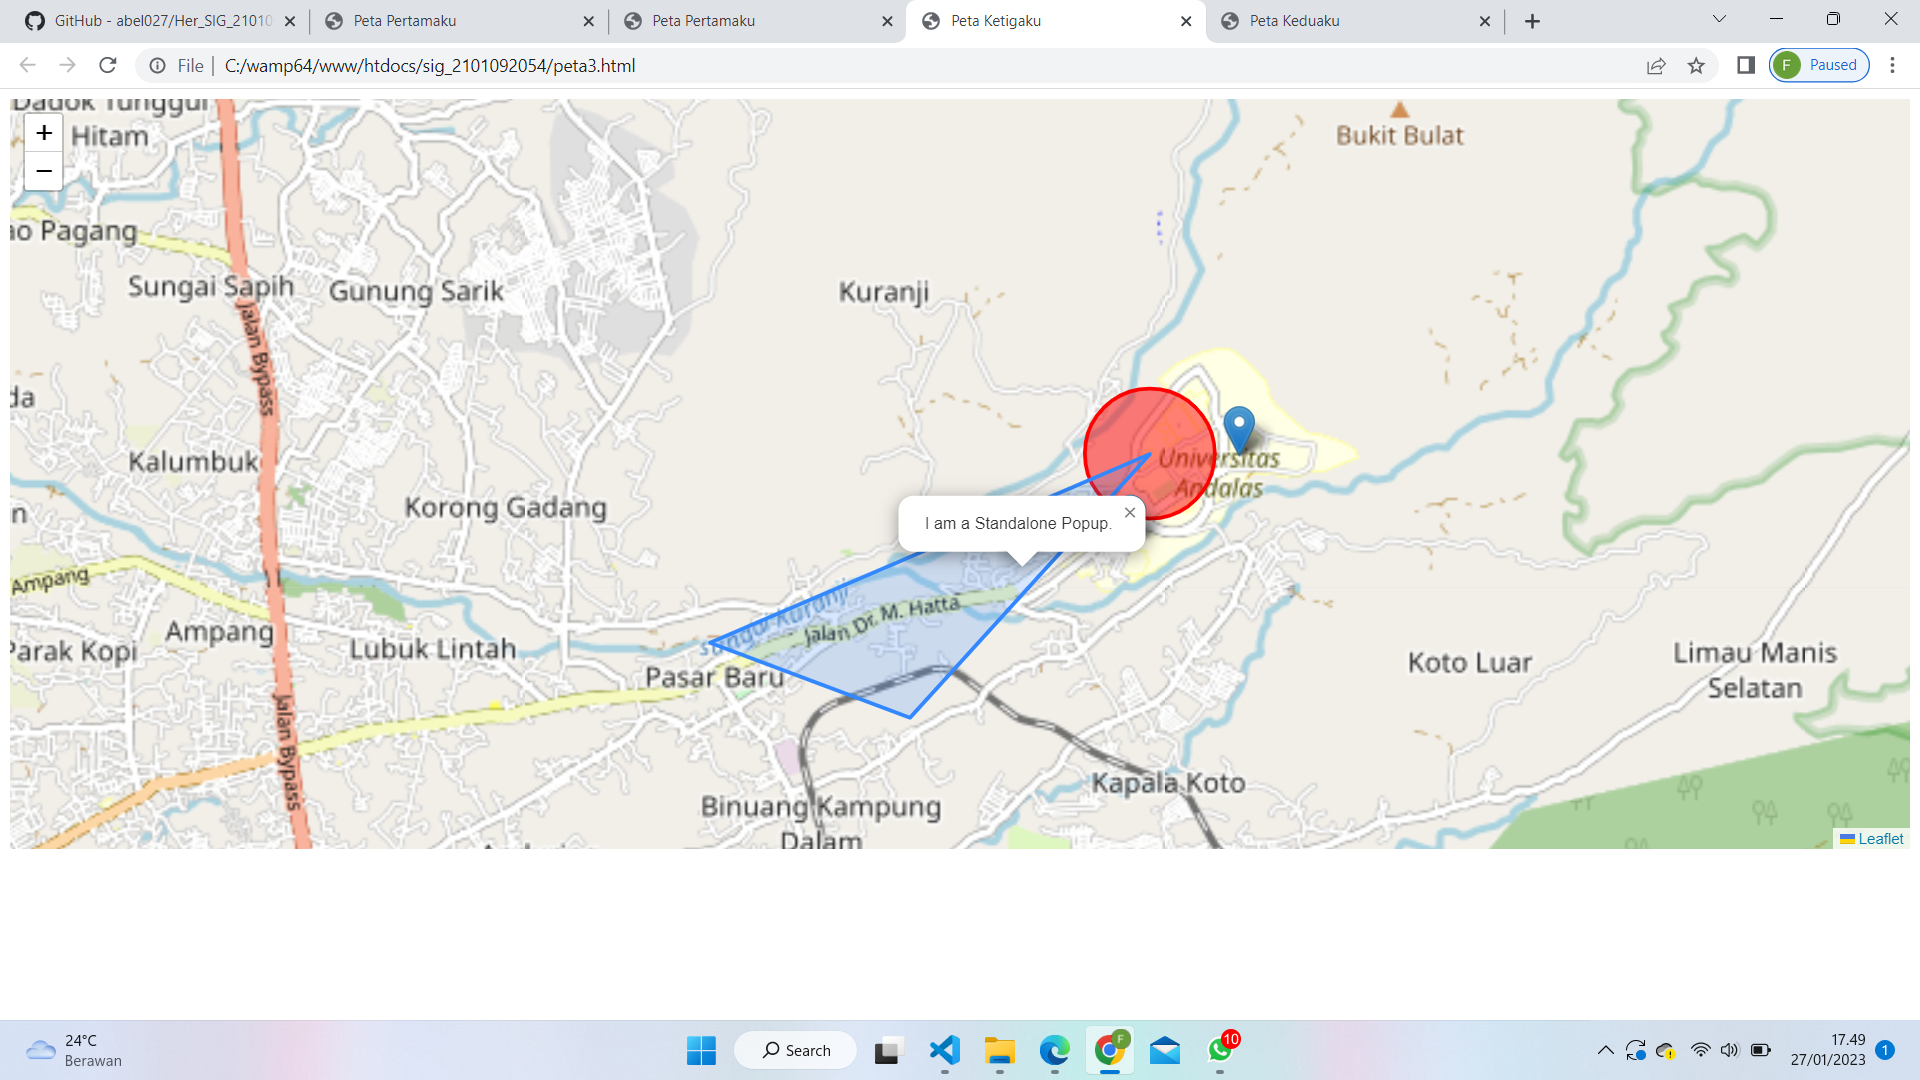 GitHub - abel027/Her_SIG_21010
Peta Pertamaku
Peta Pertamaku
Peta Ketigaku
Peta Keduaku
File
C:/wamp64/www/htdocs/sig_2101092054/peta3.html
F
Paused
+
−
Dadok Tunggul
Hitam
ao Pagang
Sungai Sapih
Gunung Sarik
Kuranji
Bukit Bulat
Jalan Bypass
da
Kalumbuk
Korong Gadang
Universitas
Andalas
n
I am a Standalone Popup.
×
Ampang
Sungai Kuranji
Jalan Dr. M. Hatta
Ampang
Parak Kopi
Lubuk Lintah
Pasar Baru
Koto Luar
Limau Manis
Selatan
Jalan Bypass
Kapala Koto
Binuang Kampung
Dalam
Leaflet
24°C
Berawan
Search
F
10
17.49
27/01/2023
1